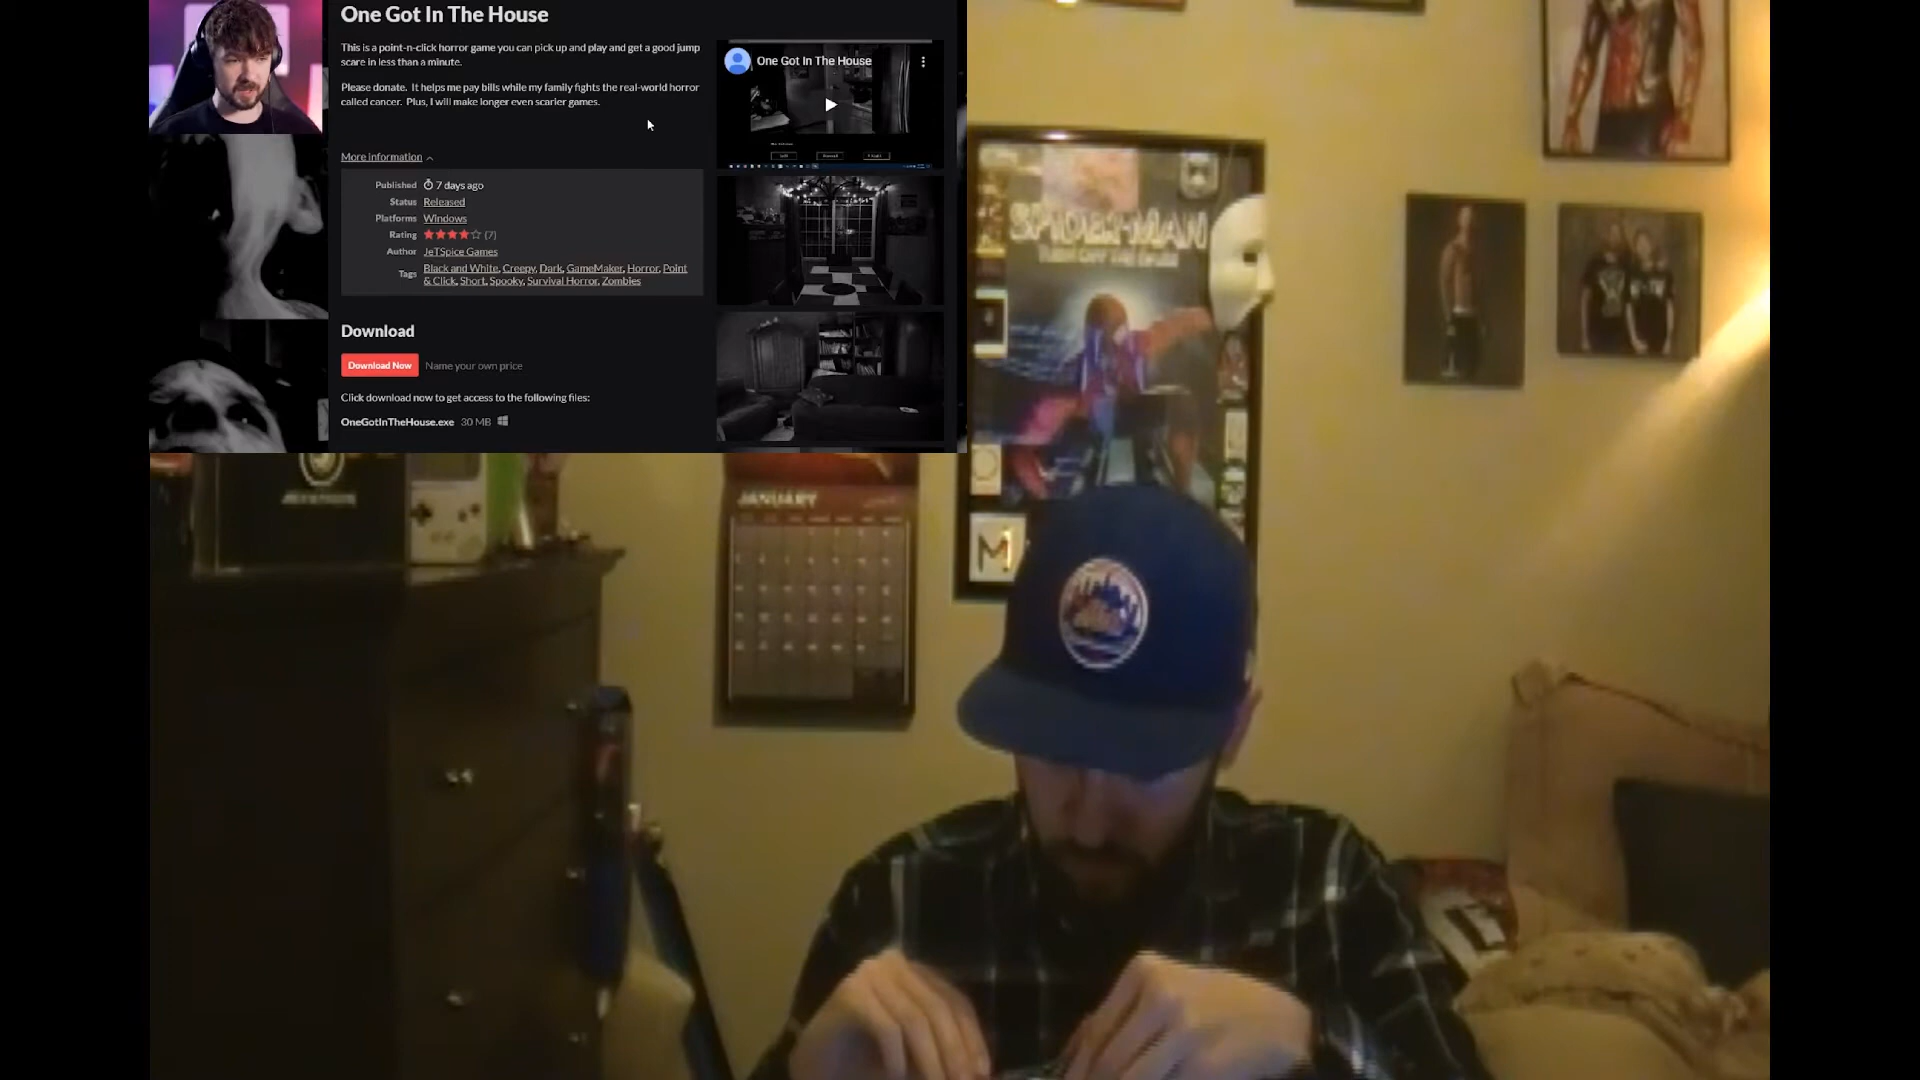 One Got In The House
This is a point-n-click horror game you can pick up and play and get a good jump
scare in less than a minute.
Please donate. It helps me pay bills while my family fights the real-world horror
called cancer. Plus, I will make longer even scarier games.
More information
Published 7 days ago
Status Released
Platforms Windows
Rating (7)
Author JeTSpice Games
Tags Black and White, Creepy, Dark, GameMaker, Horror, Point
& Click, Short, Spooky, Survival Horror, Zombies
Download
Download Now Name your own price
Click download now to get access to the following files:
OneGotInTheHouse.exe 30 MB
One Got In The House
SPIDER-MAN
TURN OFF THE DARK
JANUARY
M